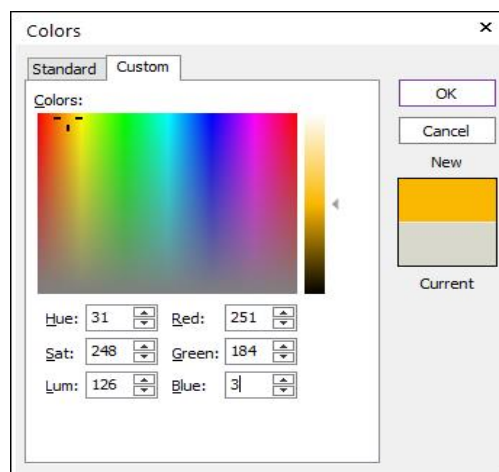 Colors
Standard Custom
Colors:
OK
Cancel
New
Current
Hue: 31 Red: 251
Sat: 248 Green: 184
Lum: 126 Blue: 3